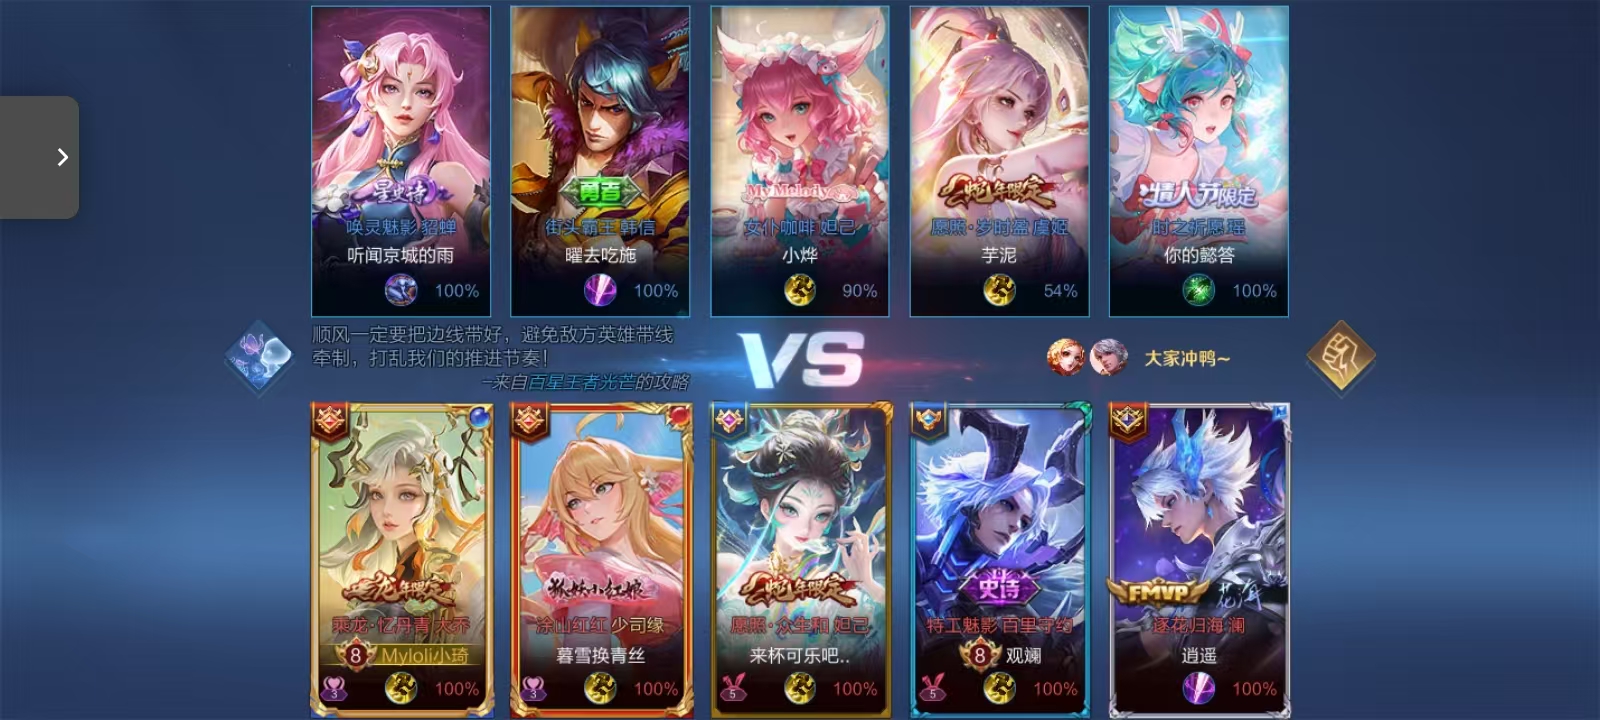 星史诗
唤灵魅影 貂蝉
听闻京城的雨
100%
勇者
街头霸王 韩信
曜去吃施
100%
My Melody
女仆咖啡 妲己
小烨
90%
蛇年限定
愿照·岁时盈 虞姬
芋泥
54%
情人节限定
时之祈愿 瑶
你的懿答
100%
顺风一定要把边线带好，避免敌方英雄带线
牵制，打乱我们的推进节奏！
-来自百星王者光芒的攻略
VS
大家冲鸭~
龙年限定
乘龙·忆丹青 大乔
8 Myloli小琦
3
100%
狐妖小红娘
涂山红红 少司缘
暮雪换青丝
3
100%
蛇年限定
愿照·众生和 妲己
来杯可乐吧..
5
100%
史诗
特工魅影 百里守约
8 观斓
5
100%
FMVP 花海
逐花归海 澜
逍遥
100%